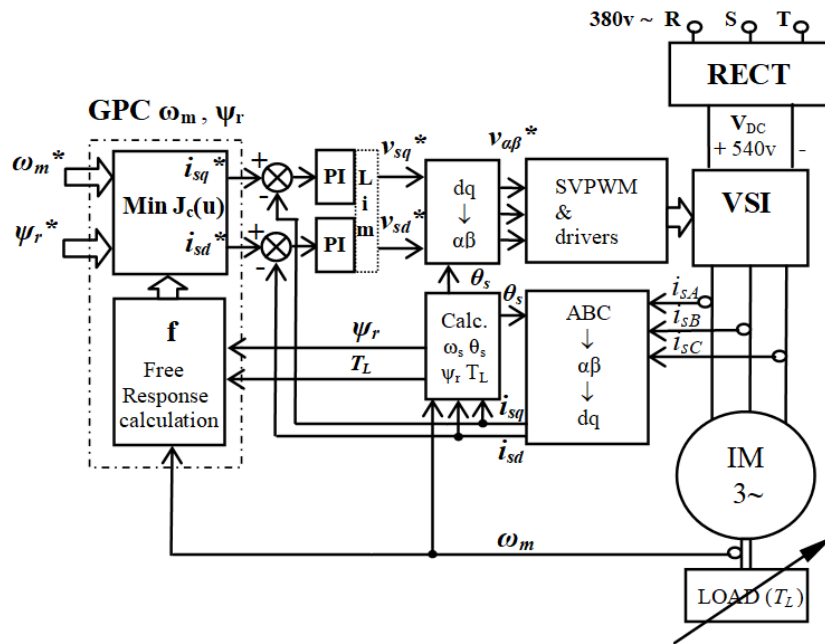 380v ~ R S T
RECT
GPC ωm , ψr
VDC
+ 540v -
ωm*
ψr*
Min Jc(u)
isq*
isd*
+
-
+
-
PI
PI
Lim
vsq*
vsd*
vαβ*
dq
↓
αβ
SVPWM
&
drivers
VSI
θs
θs
f
Free
Response
calculation
ψr
TL
Calc.
ωs θs
ψr TL
ABC
↓
αβ
↓
dq
isA
isB
isC
isq
isd
IM
3~
ωm
LOAD (TL)